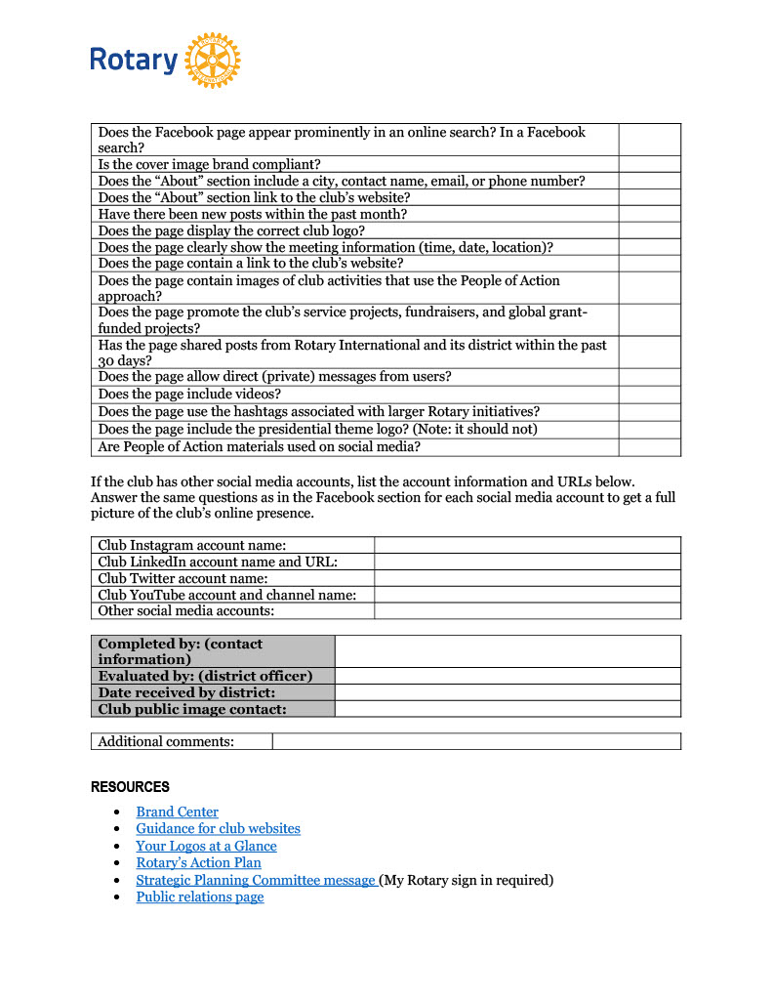 Rotary
ROTARY
INTERNATIONAL
Does the Facebook page appear prominently in an online search? In a Facebook
search?
Is the cover image brand compliant?
Does the “About” section include a city, contact name, email, or phone number?
Does the “About” section link to the club’s website?
Have there been new posts within the past month?
Does the page display the correct club logo?
Does the page clearly show the meeting information (time, date, location)?
Does the page contain a link to the club’s website?
Does the page contain images of club activities that use the People of Action
approach?
Does the page promote the club’s service projects, fundraisers, and global grant-
funded projects?
Has the page shared posts from Rotary International and its district within the past
30 days?
Does the page allow direct (private) messages from users?
Does the page include videos?
Does the page use the hashtags associated with larger Rotary initiatives?
Does the page include the presidential theme logo? (Note: it should not)
Are People of Action materials used on social media?
If the club has other social media accounts, list the account information and URLs below.
Answer the same questions as in the Facebook section for each social media account to get a full
picture of the club’s online presence.
Club Instagram account name:
Club LinkedIn account name and URL:
Club Twitter account name:
Club YouTube account and channel name:
Other social media accounts:
Completed by: (contact
information)
Evaluated by: (district officer)
Date received by district:
Club public image contact:
Additional comments:
RESOURCES
• Brand Center
• Guidance for club websites
• Your Logos at a Glance
• Rotary’s Action Plan
• Strategic Planning Committee message (My Rotary sign in required)
• Public relations page